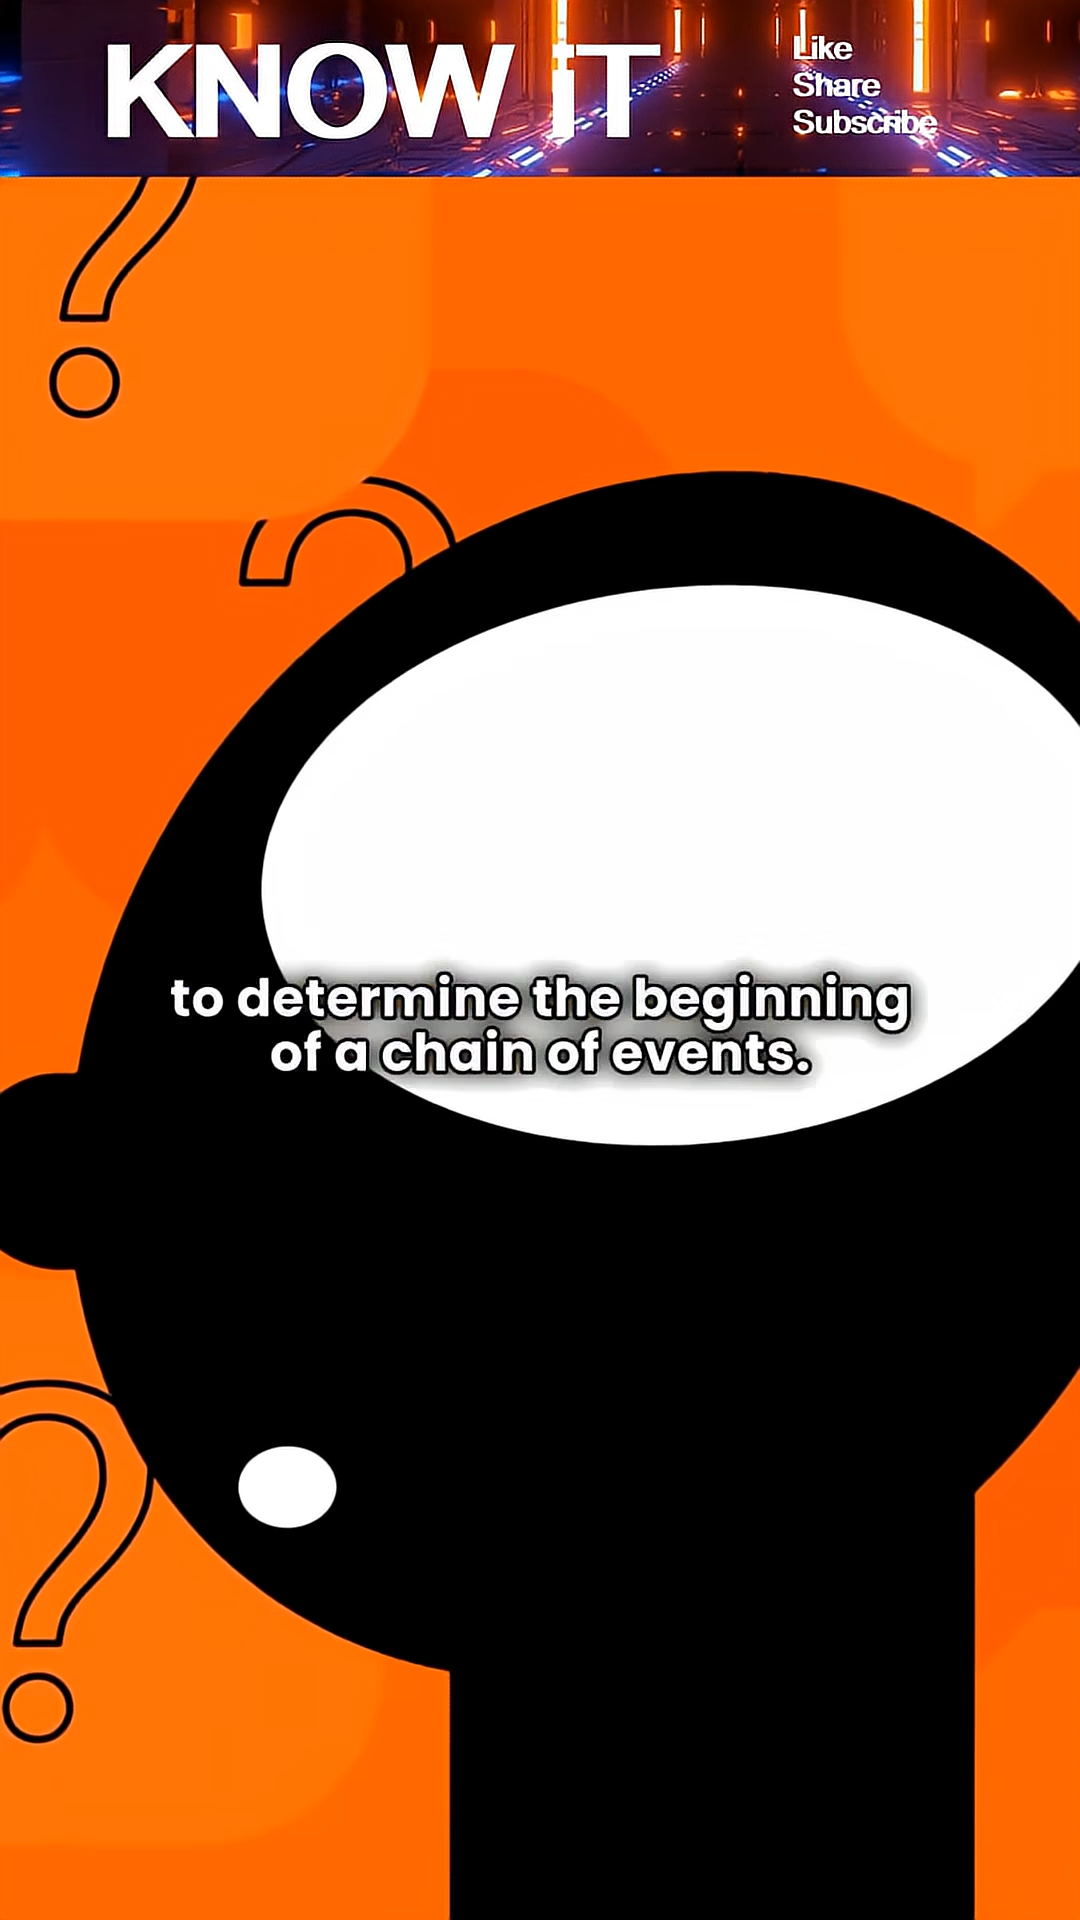 KNOW iT
Like
Share
Subscribe
?
?
to determine the beginning
of a chain of events.
?